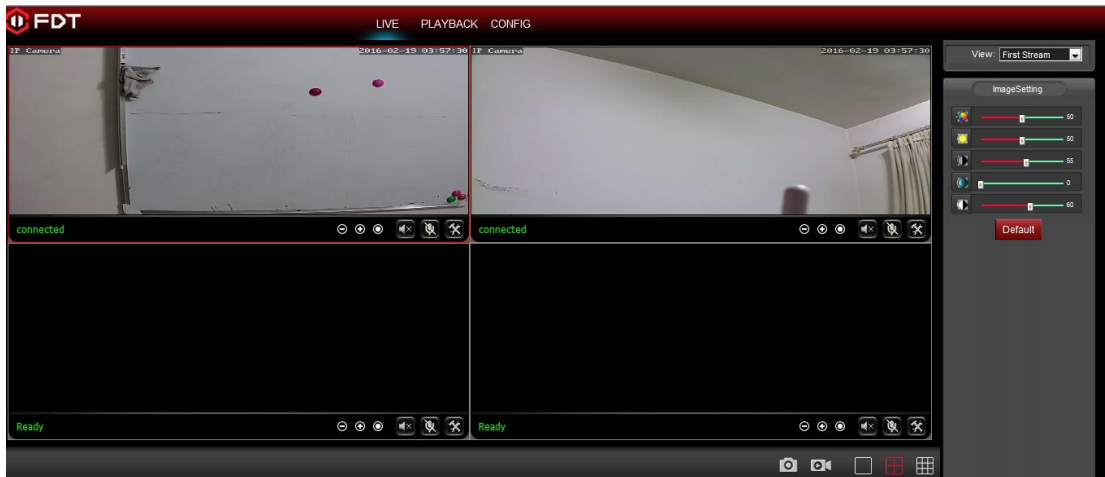 FDT
LIVE PLAYBACK CONFIG
IP Camera 2016-02-19 03:57:30
IP Camera 2016-02-19 03:57:30
View: First Stream
ImageSetting
50
50
55
0
60
Default
connected
connected
Ready
Ready